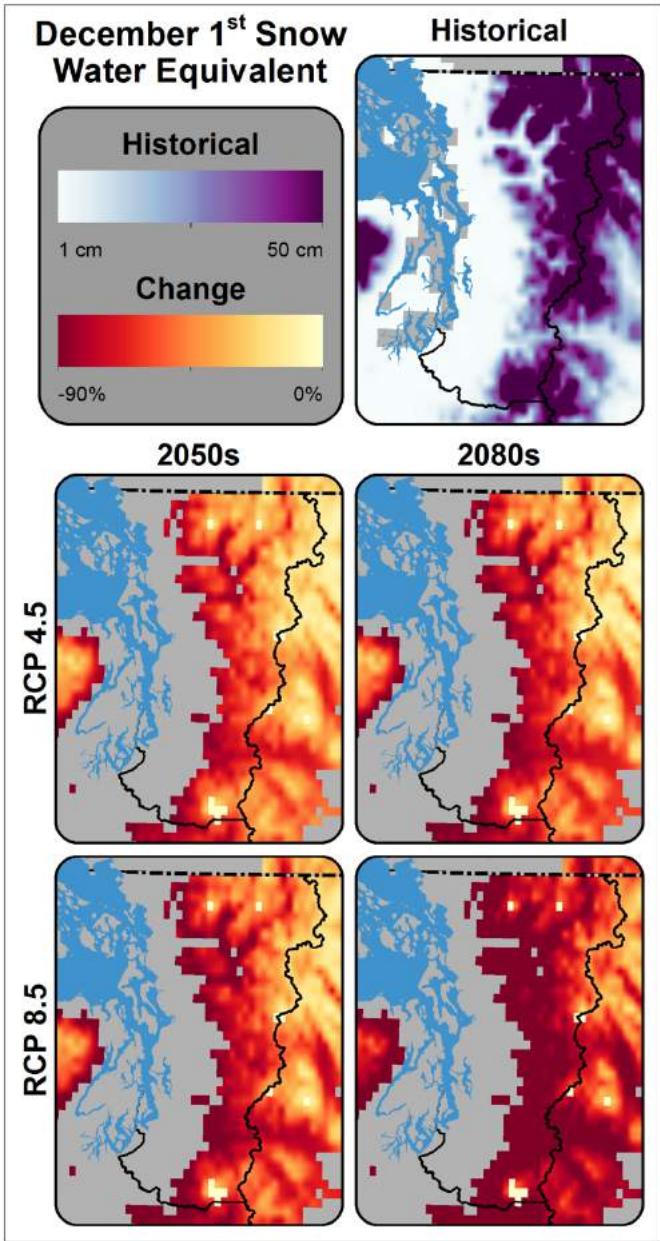 December 1st Snow
Water Equivalent
Historical
Historical
1 cm
50 cm
Change
-90%
0%
2050s
2080s
RCP 4.5
RCP 8.5